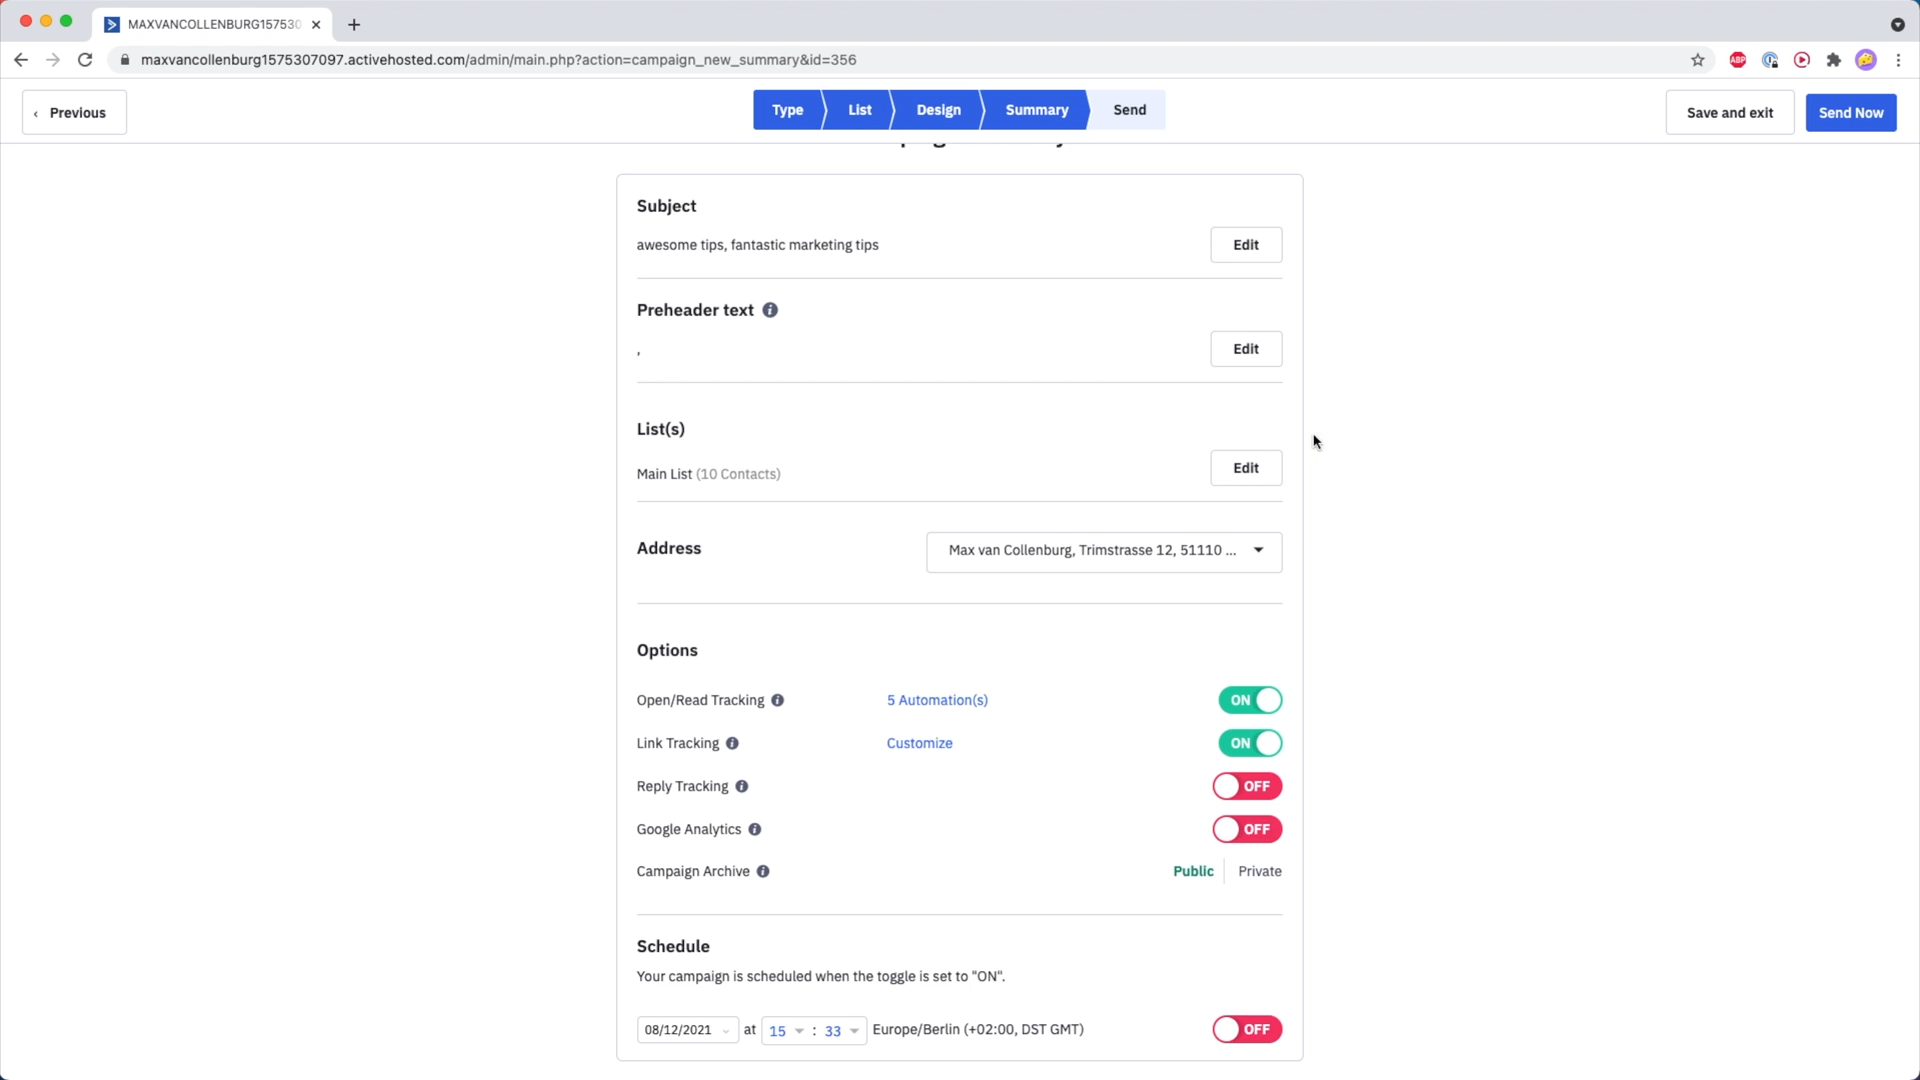 MAXVANCOLLENBURG157530
maxvancollenburg1575307097.activehosted.com/admin/main.php?action=campaign_new_summary&id=356
ABP
Previous
Type
List
Design
Summary
Send
Save and exit
Send Now
Subject
awesome tips, fantastic marketing tips
Edit
Preheader text
,
Edit
List(s)
Main List (10 Contacts)
Edit
Address
Max van Collenburg, Trimstrasse 12, 51110 ...
Options
Open/Read Tracking
5 Automation(s)
ON
Link Tracking
Customize
ON
Reply Tracking
OFF
Google Analytics
OFF
Campaign Archive
Public
Private
Schedule
Your campaign is scheduled when the toggle is set to "ON".
08/12/2021 at 15 : 33 Europe/Berlin (+02:00, DST GMT)
OFF